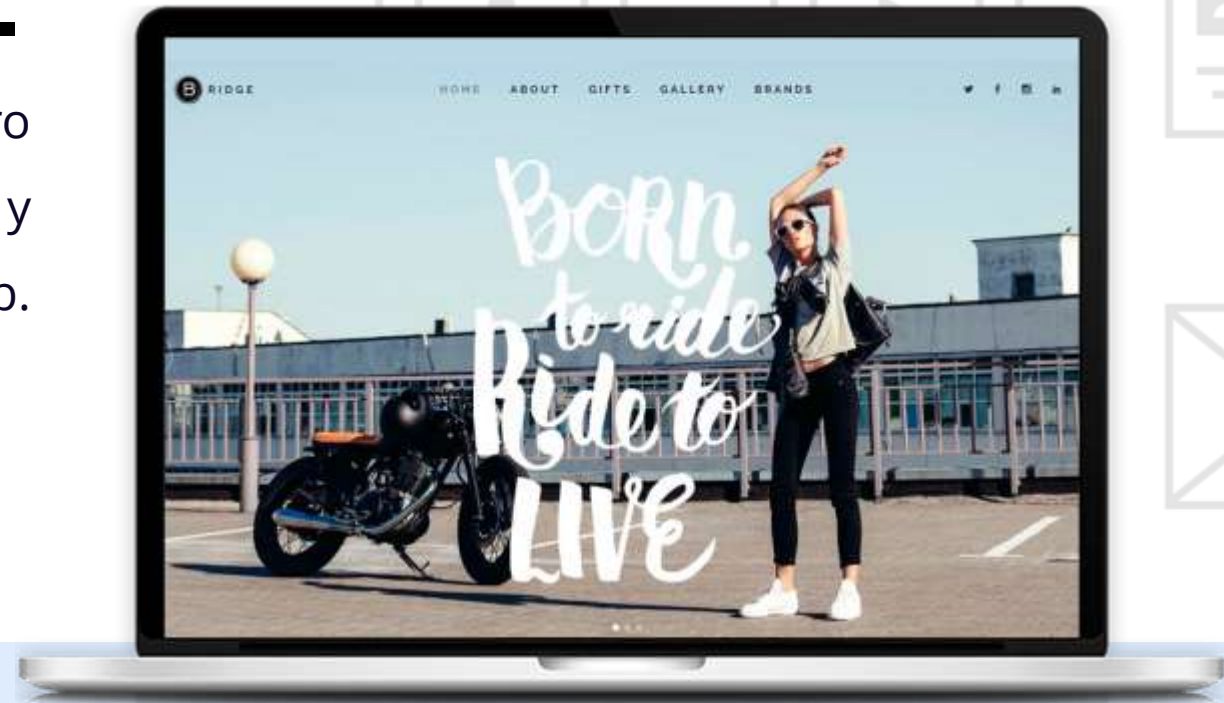 B RIDGE
HOME ABOUT GIFTS GALLERY BRANDS
BORN
to ride
Ride to
LIVE
y